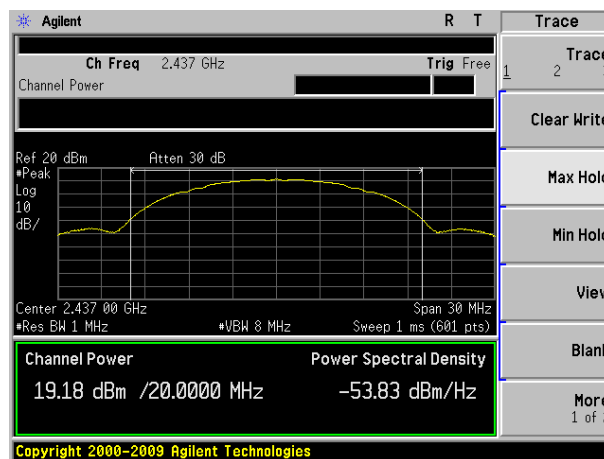 Agilent R T Trace
Ch Freq 2.437 GHz Trig Free
Channel Power
Trace
1 2
Clear Write
Max Hold
Min Hold
View
Blank
More
1 of
Ref 20 dBm Atten 30 dB
#Peak
Log
10
dB/
Center 2.437 00 GHz Span 30 MHz
#Res BW 1 MHz #VBW 8 MHz Sweep 1 ms (601 pts)
Channel Power Power Spectral Density
19.18 dBm /20.0000 MHz -53.83 dBm/Hz
Copyright 2000-2009 Agilent Technologies